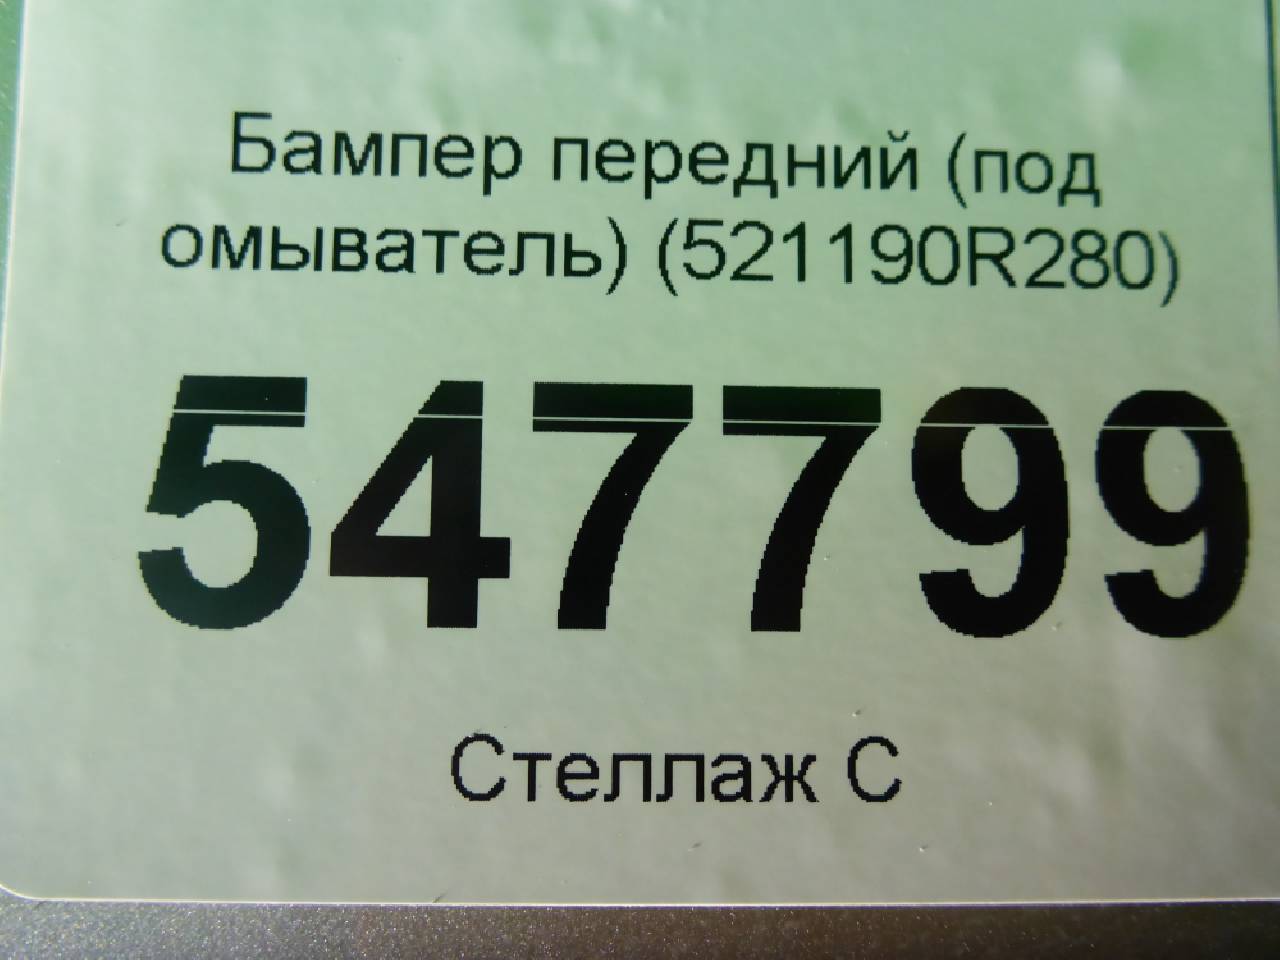 Бампер передний (под
омыватель) (521190R280)
547799
Стеллаж С